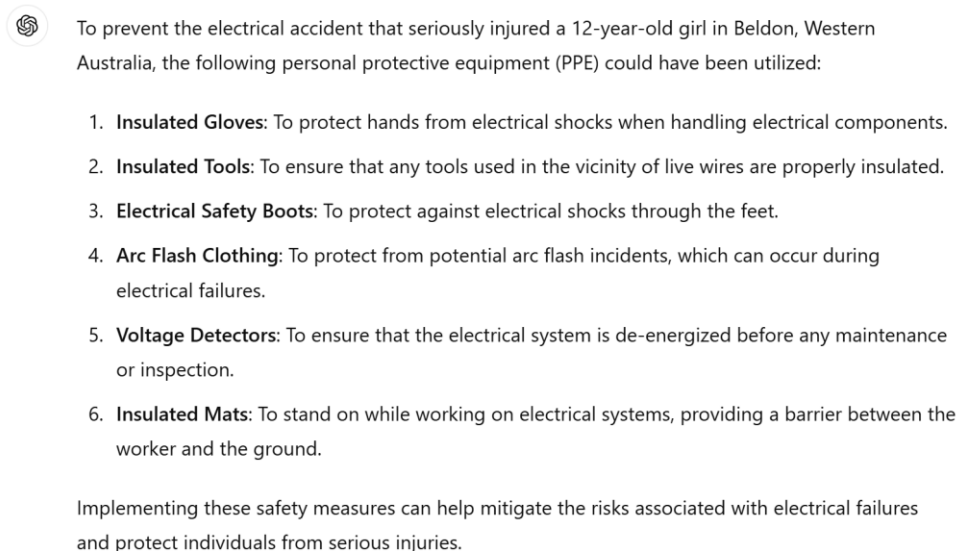 To prevent the electrical accident that seriously injured a 12-year-old girl in Beldon, Western
Australia, the following personal protective equipment (PPE) could have been utilized:
1. Insulated Gloves: To protect hands from electrical shocks when handling electrical components.
2. Insulated Tools: To ensure that any tools used in the vicinity of live wires are properly insulated.
3. Electrical Safety Boots: To protect against electrical shocks through the feet.
4. Arc Flash Clothing: To protect from potential arc flash incidents, which can occur during
electrical failures.
5. Voltage Detectors: To ensure that the electrical system is de-energized before any maintenance
or inspection.
6. Insulated Mats: To stand on while working on electrical systems, providing a barrier between the
worker and the ground.
Implementing these safety measures can help mitigate the risks associated with electrical failures
and protect individuals from serious injuries.